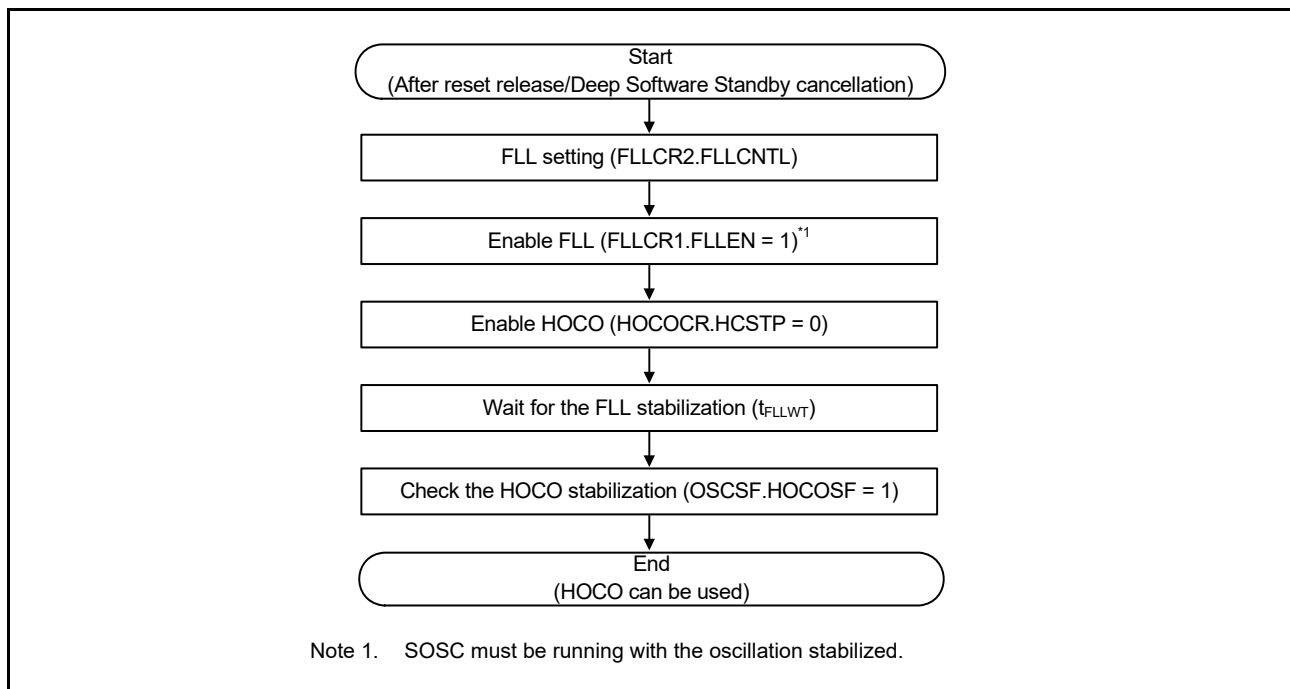 Start
(After reset release/Deep Software Standby cancellation)
FLL setting (FLLCR2.FLLCNTL)
Enable FLL (FLLCR1.FLLEN = 1)*1
Enable HOCO (HOCOCR.HCSTP = 0)
Wait for the FLL stabilization (tFLLWT)
Check the HOCO stabilization (OSCSF.HOCOSF = 1)
End
(HOCO can be used)
Note 1. SOSC must be running with the oscillation stabilized.